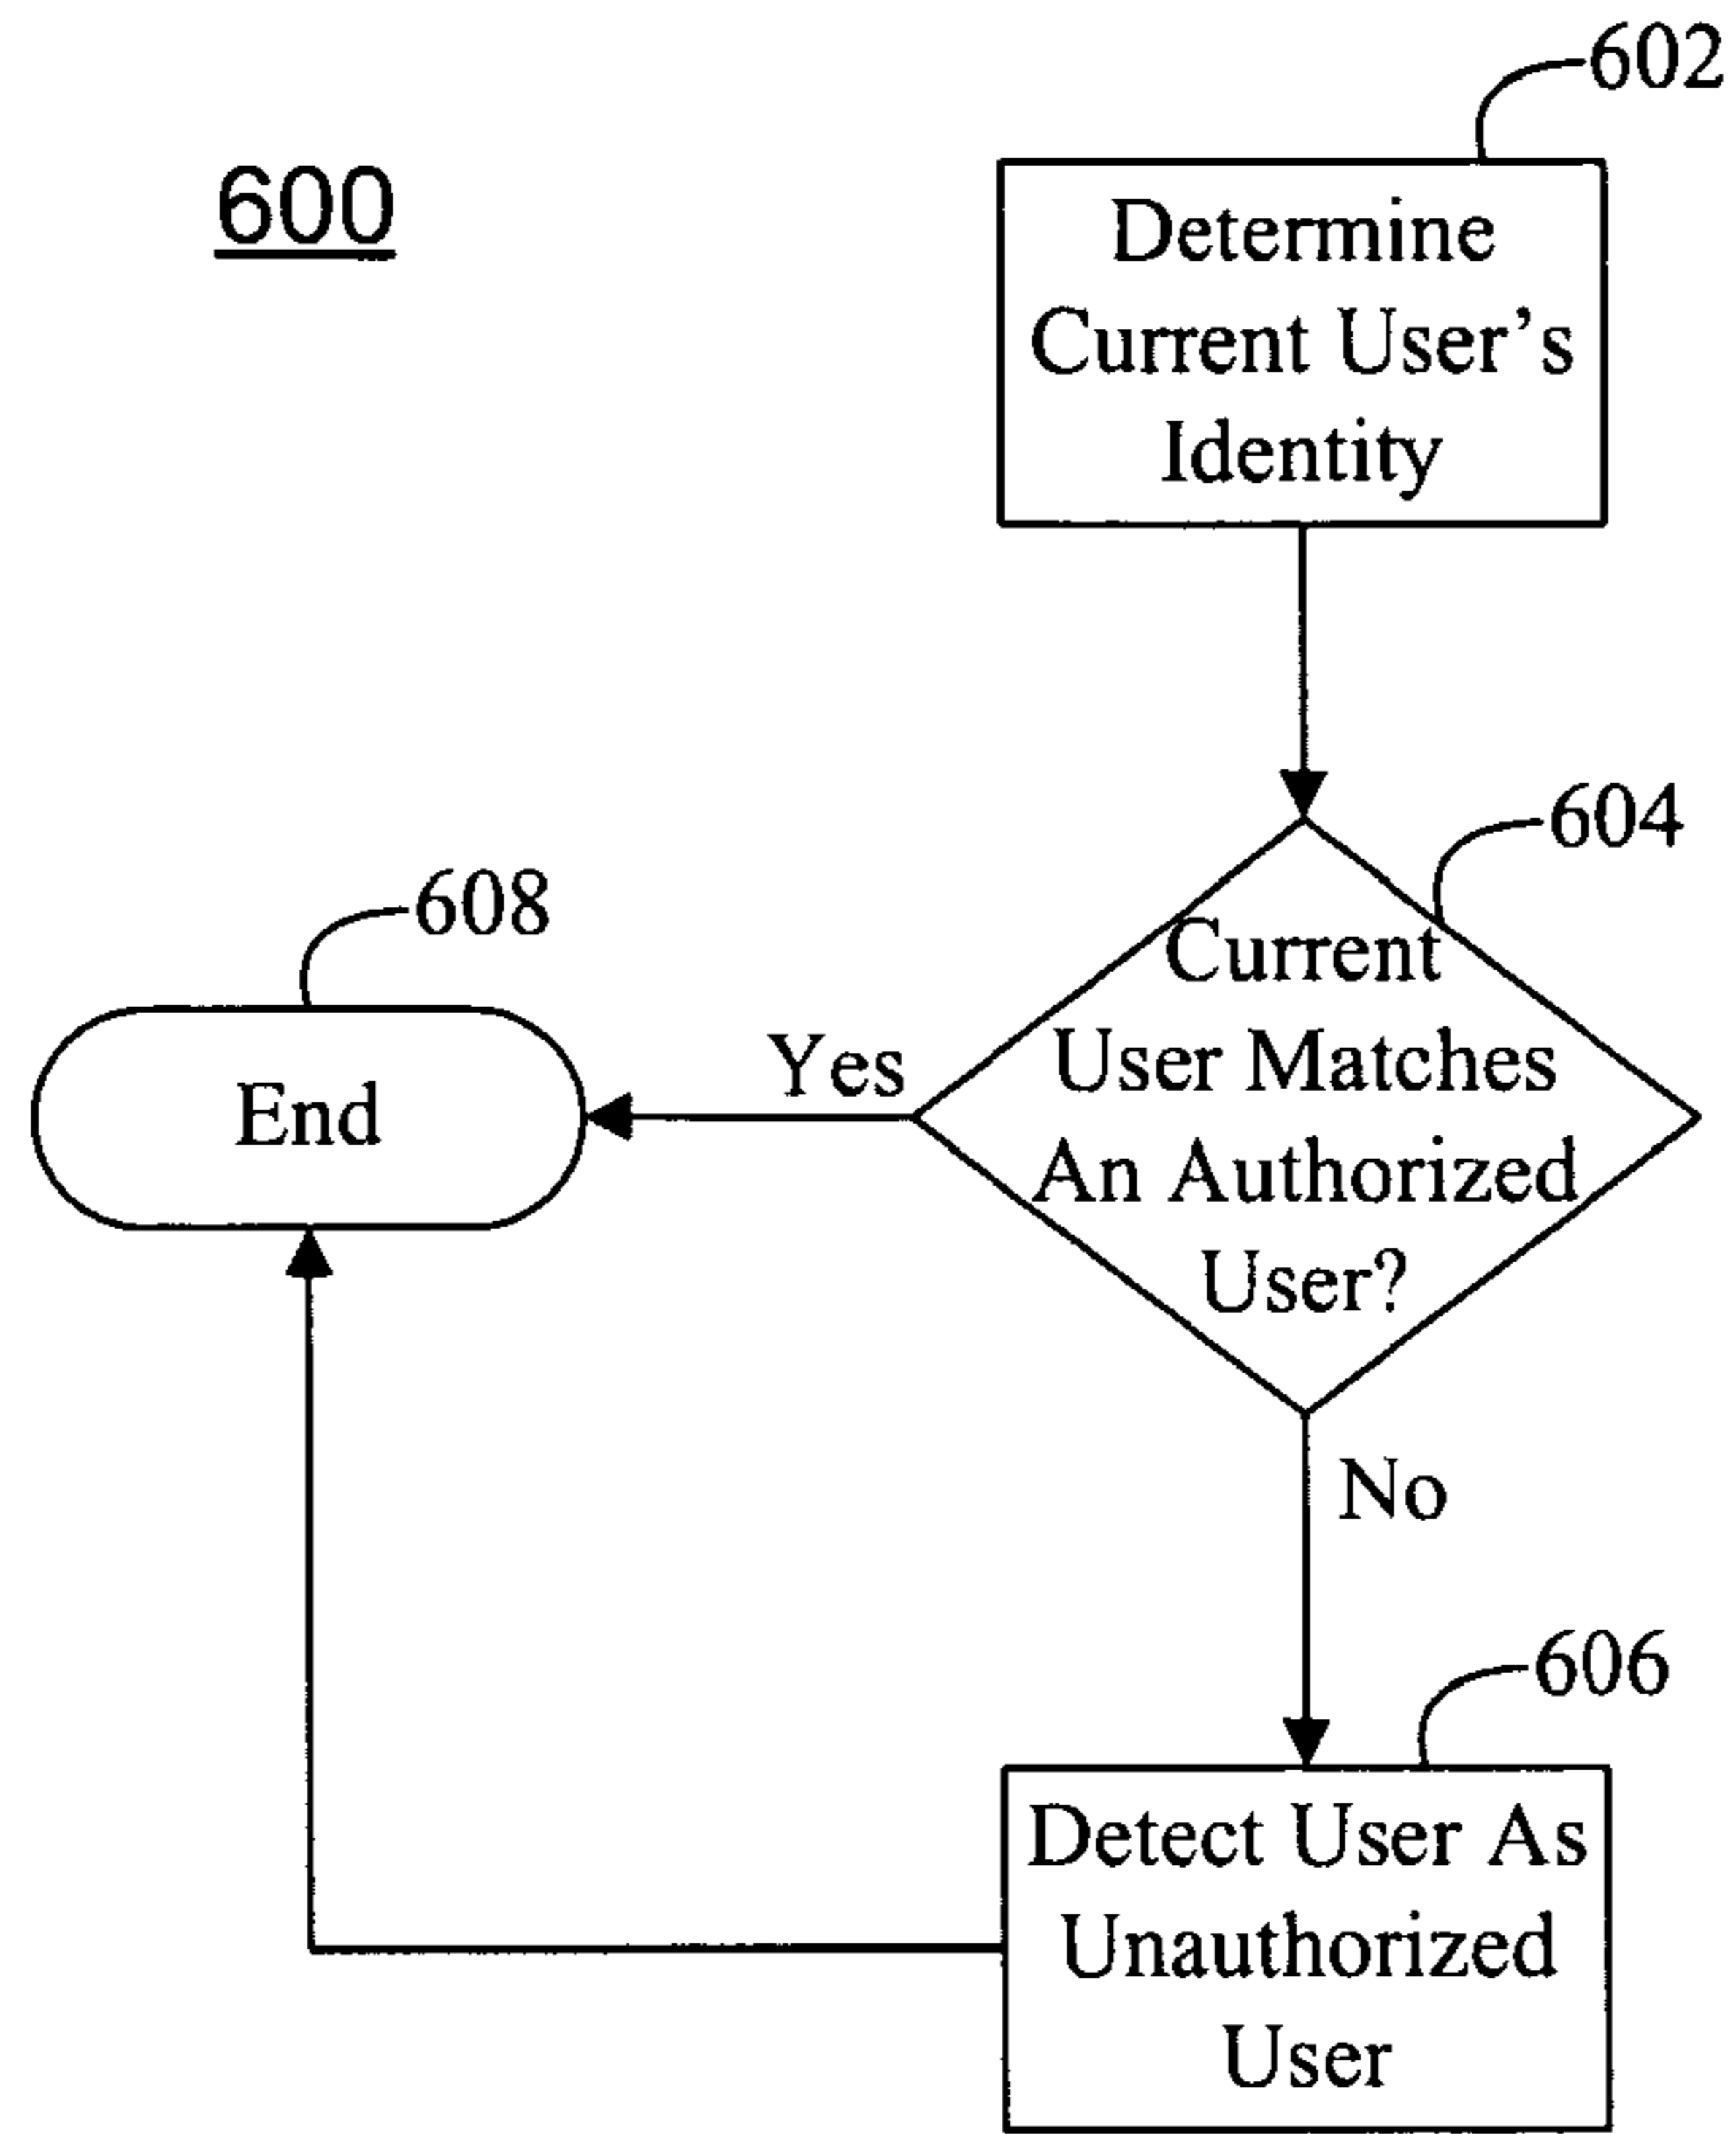 602
600
Determine
Current User's
Identity
604
608
Current
User Matches
An Authorized
User?
Yes
End
No
606
Detect User As
Unauthorized
User